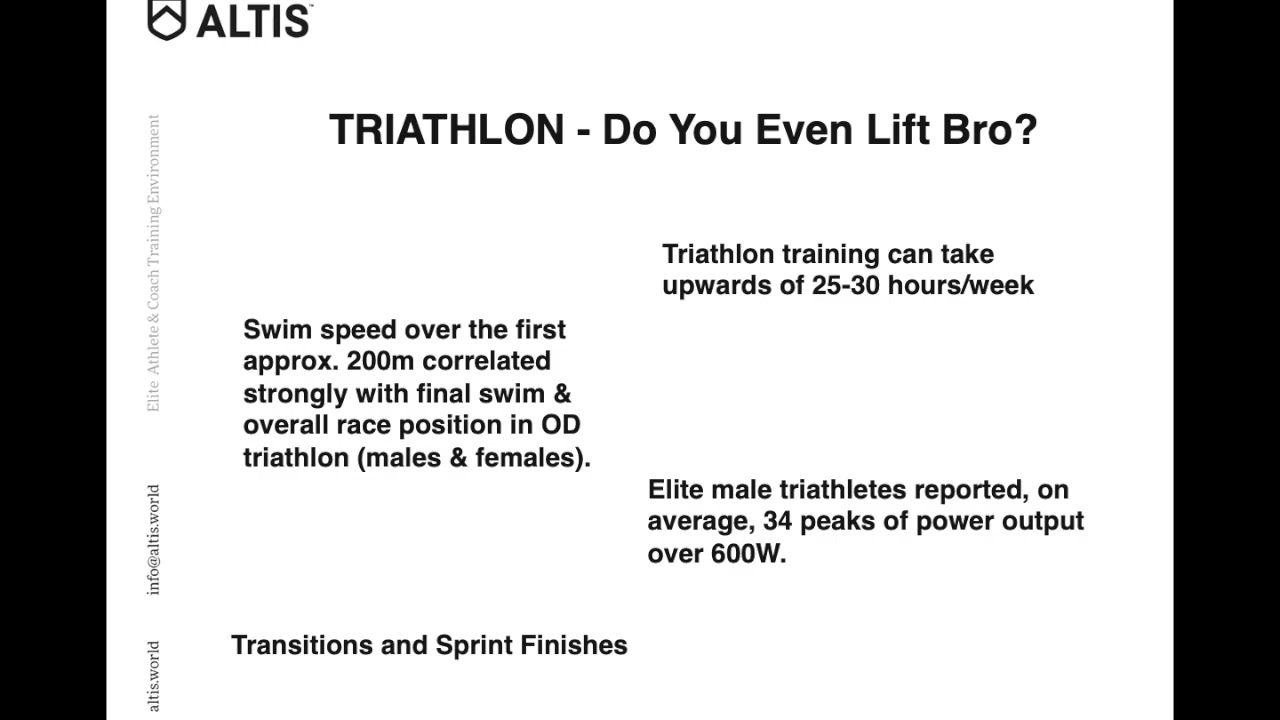 ALTIS™
TRIATHLON - Do You Even Lift Bro?
Triathlon training can take
upwards of 25-30 hours/week
Swim speed over the first
approx. 200m correlated
strongly with final swim &
overall race position in OD
triathlon (males & females).
Elite male triathletes reported, on
average, 34 peaks of power output
over 600W.
Transitions and Sprint Finishes
Elite Athlete & Coach Training Environment
info@altis.world
altis.world